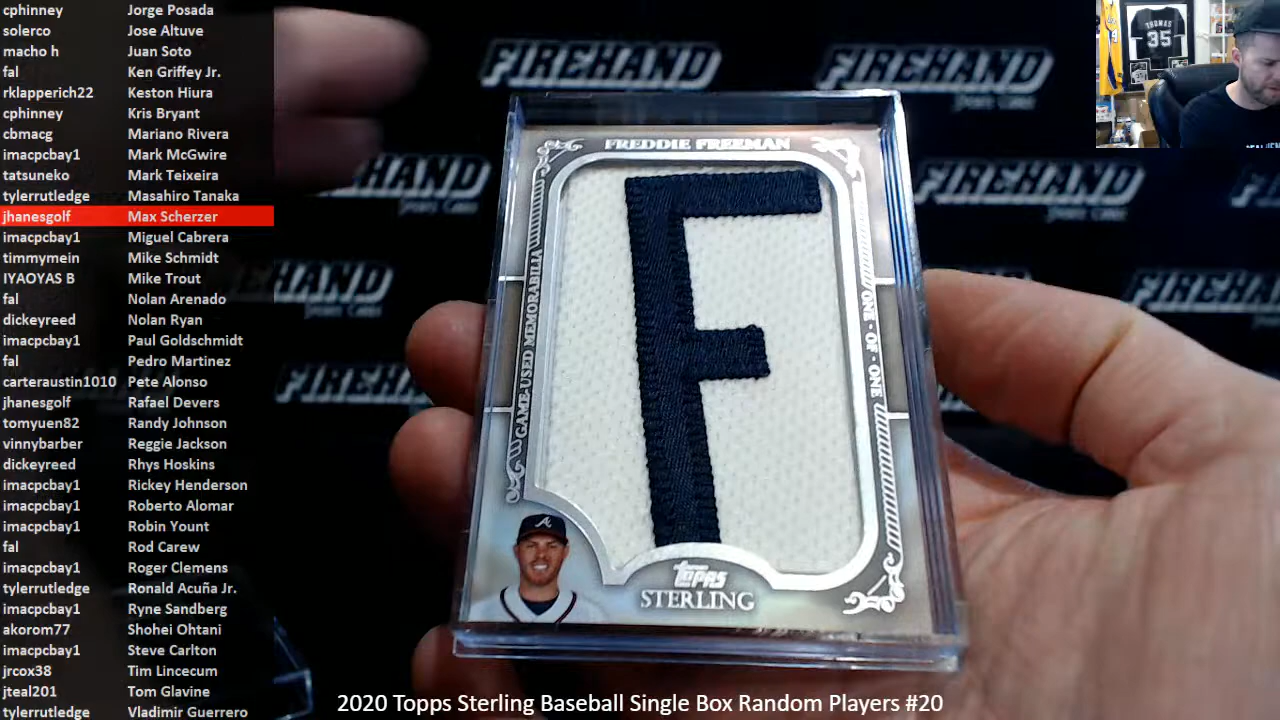 cphinney Jorge Posada
solerco Jose Altuve
macho h Juan Soto
fal Ken Griffey Jr.
rklapperich22 Keston Hiura
cphinney Kris Bryant
cbmacg Mariano Rivera
imacpcbay1 Mark McGwire
tatsuneko Mark Teixeira
tylerrutledge Masahiro Tanaka
jhanesgolf Max Scherzer
imacpcbay1 Miguel Cabrera
timmymein Mike Schmidt
IYAOYAS B Mike Trout
fal Nolan Arenado
dickeyreed Nolan Ryan
imacpcbay1 Paul Goldschmidt
fal Pedro Martinez
carteraustin1010 Pete Alonso
jhanesgolf Rafael Devers
tomyuen82 Randy Johnson
vinnybarber Reggie Jackson
dickeyreed Rhys Hoskins
imacpcbay1 Rickey Henderson
imacpcbay1 Roberto Alomar
imacpcbay1 Robin Yount
fal Rod Carew
imacpcbay1 Roger Clemens
tylerrutledge Ronald Acuña Jr.
imacpcbay1 Ryne Sandberg
akorom77 Shohei Ohtani
imacpcbay1 Steve Carlton
jrcox38 Tim Lincecum
jteal201 Tom Glavine
tylerrutledge Vladimir Guerrero
FIREHAND
FIREHAND
FIREHAND
FIREHAND
FIREHAND
FIREHAND
FIREHAND
THOMAS
35
FREDDIE FREEMAN
GAME-USED MEMORABILIA
F
ONE - OF - ONE
A
TOPPS
STERLING
2020 Topps Sterling Baseball Single Box Random Players #20